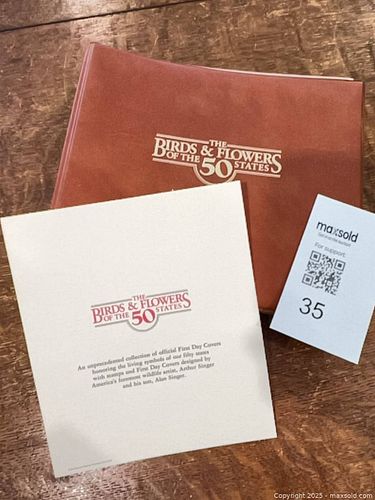 THE
BIRDS & FLOWERS
OF THE 50 STATES
maxsold
For support
35
THE
BIRDS & FLOWERS
OF THE 50 STATES
An unprecedented collection of official First Day Covers
honoring the living symbols of our fifty states
with stamps and First Day Covers designed by
America's foremost wildlife artist, Arthur Singer
and his son, Alan Singer.
Copyright 2025 - maxsold.com